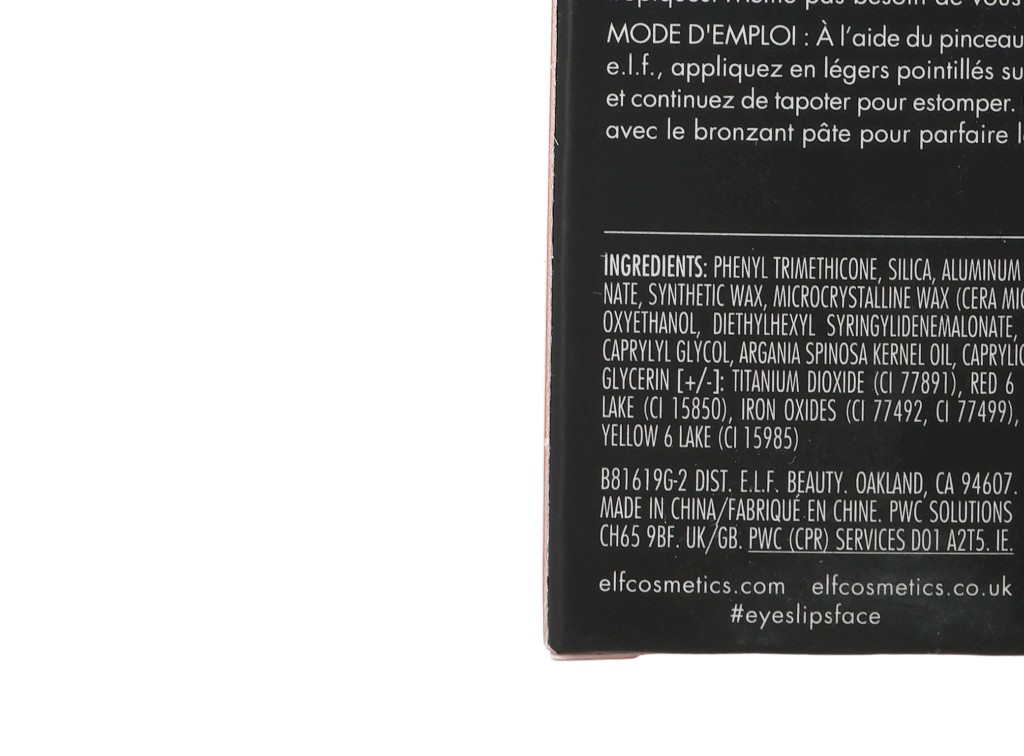 MODE D'EMPLOI : À l'aide du pinceau
e.l.f., appliquez en légers pointillés su
et continuez de tapoter pour estomper.
avec le bronzant pâte pour parfaire l
INGREDIENTS: PHENYL TRIMETHICONE, SILICA, ALUMINUM
NATE, SYNTHETIC WAX, MICROCRYSTALLINE WAX (CERA MIC
OXYETHANOL, DIETHYLHEXYL SYRINGYLIDENEMALONATE,
CAPRYLYL GLYCOL, ARGANIA SPINOSA KERNEL OIL, CAPRYLIC
GLYCERIN [+/-]: TITANIUM DIOXIDE (CI 77891), RED 6
LAKE (CI 15850), IRON OXIDES (CI 77492, CI 77499),
YELLOW 6 LAKE (CI 15985)
B81619G-2 DIST. E.L.F. BEAUTY. OAKLAND, CA 94607.
MADE IN CHINA/FABRIQUÉ EN CHINE. PWC SOLUTIONS
CH65 9BF. UK/GB. PWC (CPR) SERVICES D01 A2T5. IE.
elfcosmetics.com elfcosmetics.co.uk
#eyeslipsface